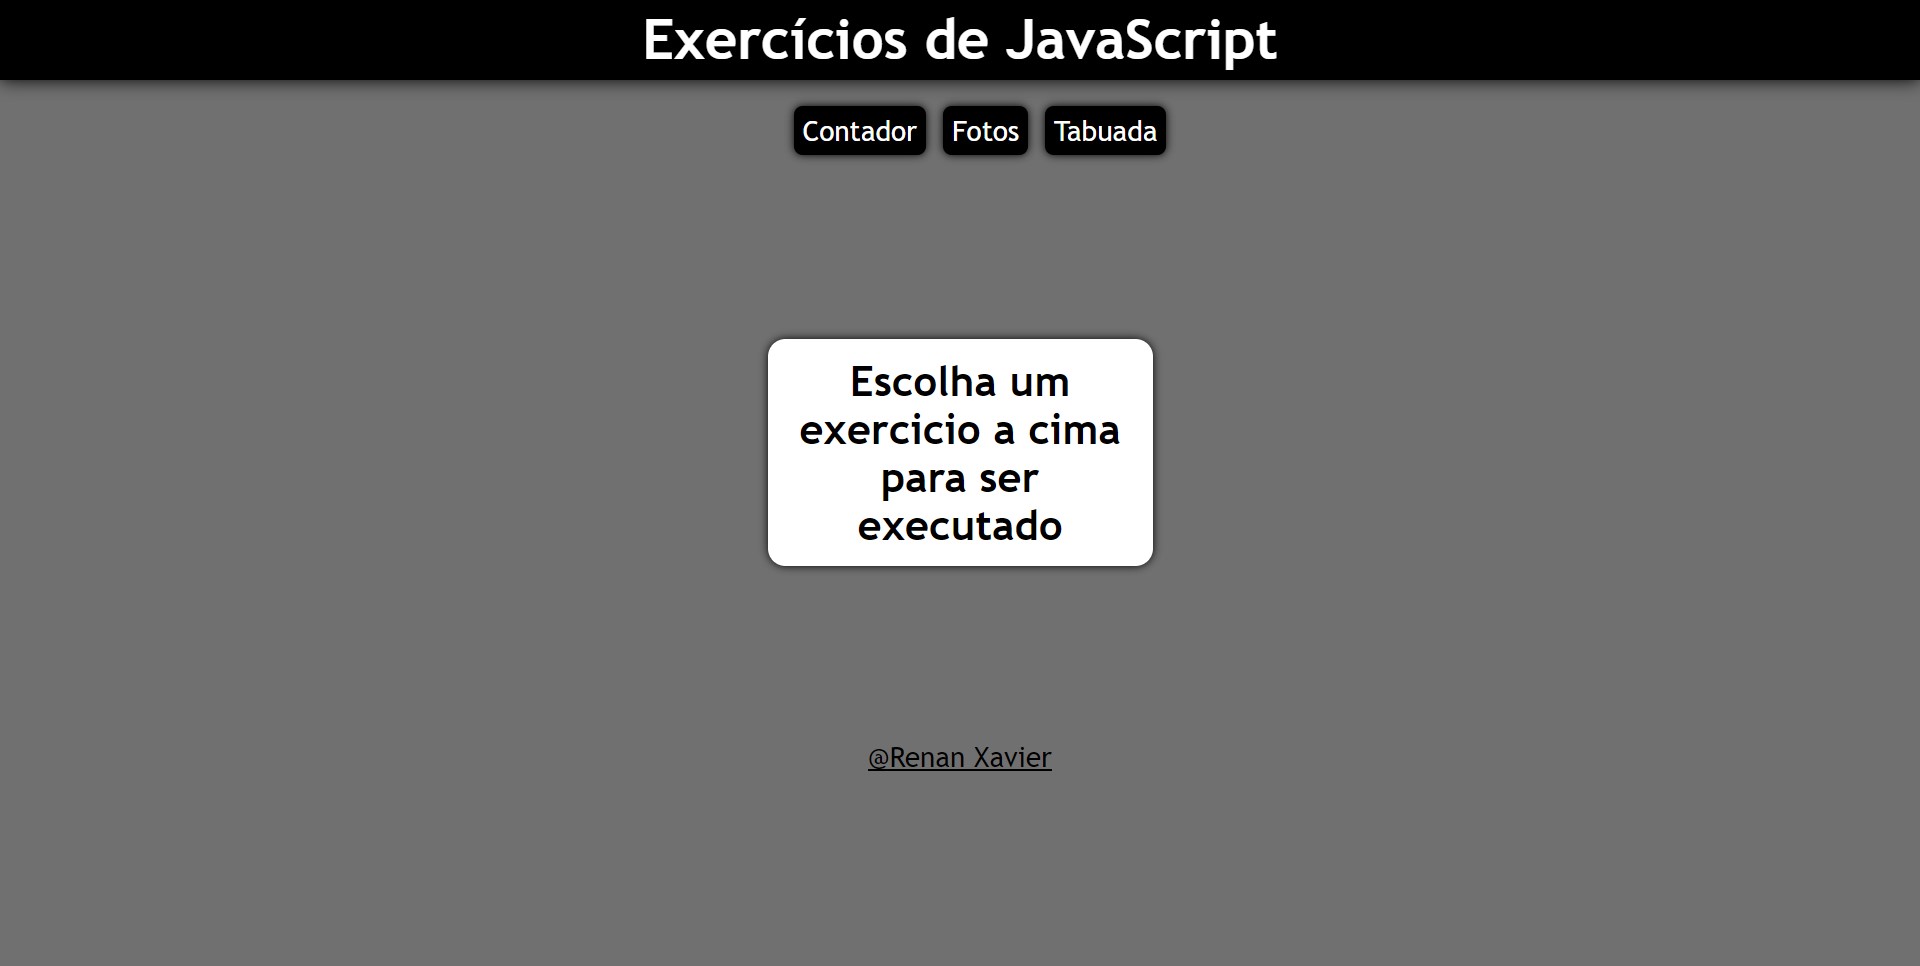 Exercícios de JavaScript
Contador Fotos Tabuada
Escolha um
exercicio a cima
para ser
executado
@Renan Xavier